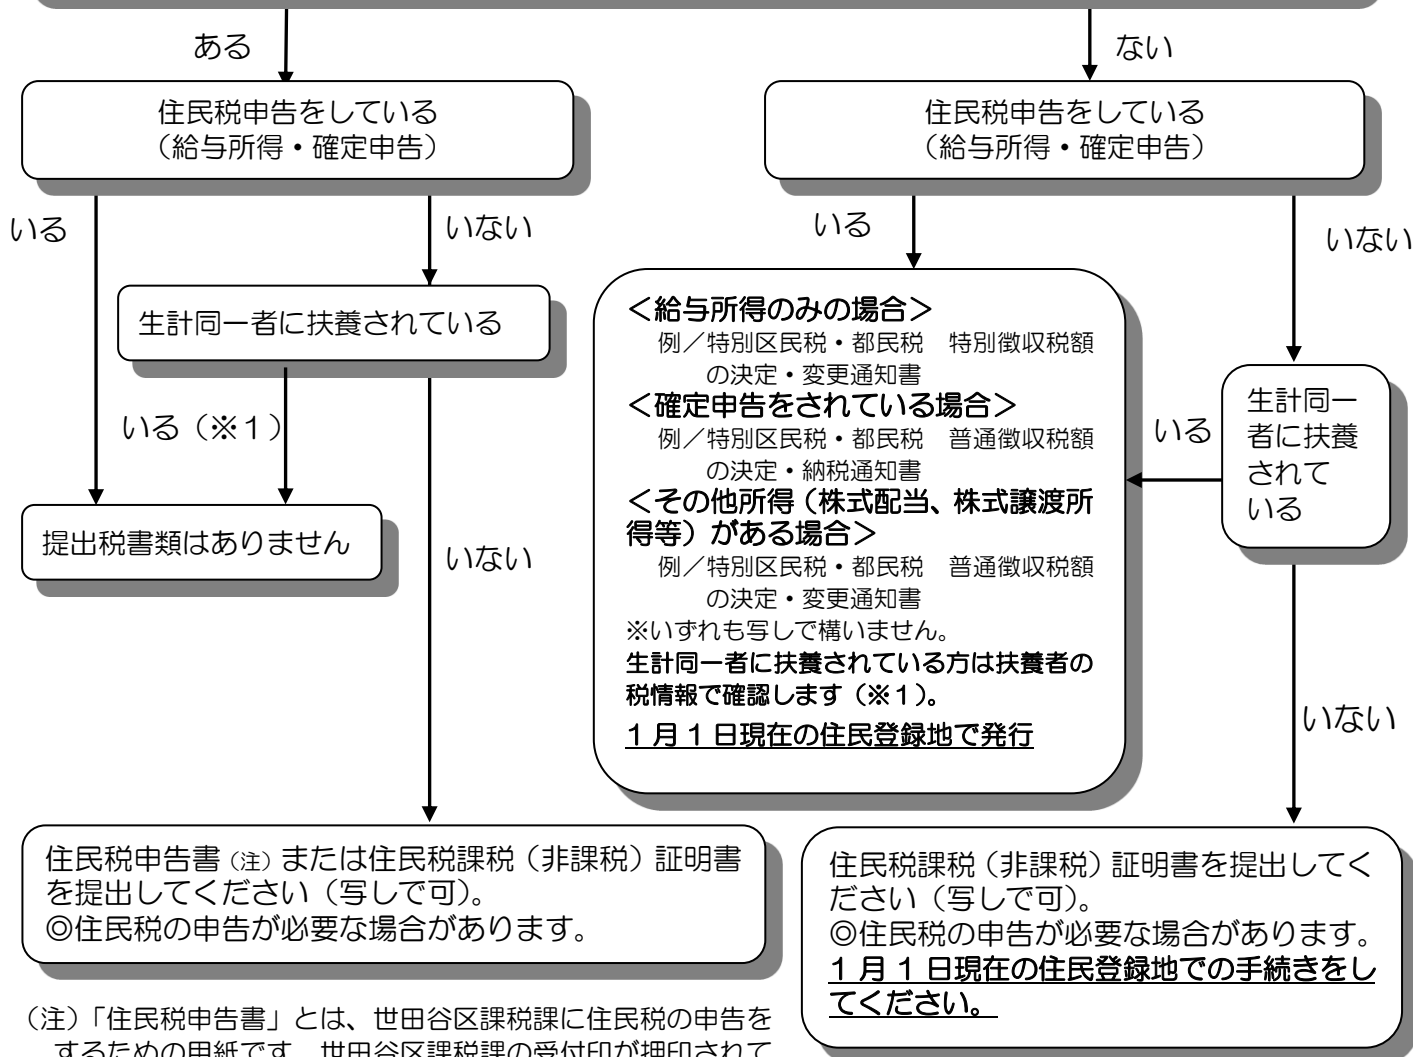 ある
ない
住民税申告をしている
（給与所得・確定申告）
住民税申告をしている
（給与所得・確定申告）
いる
いない
いる
いない
生計同一者に扶養されている
いる（※１）
提出税書類はありません
いない
＜給与所得のみの場合＞
例／特別区民税・都民税　特別徴収税額
の決定・変更通知書
＜確定申告をされている場合＞
例／特別区民税・都民税　普通徴収税額
の決定・納税通知書
＜その他所得（株式配当、株式譲渡所
得等）がある場合＞
例／特別区民税・都民税　普通徴収税額
の決定・変更通知書
※いずれも写しで構いません。
生計同一者に扶養されている方は扶養者の
税情報で確認します（※１）。
１月１日現在の住民登録地で発行
いる
生計同一
者に扶養
されて
いる
いない
住民税申告書（注）または住民税課税（非課税）証明書
を提出してください（写しで可）。
◎住民税の申告が必要な場合があります。
住民税課税（非課税）証明書を提出してく
ださい（写しで可）。
◎住民税の申告が必要な場合があります。
１月１日現在の住民登録地での手続きをし
てください。
（注）「住民税申告書」とは、世田谷区課税課に住民税の申告を
するための用紙です。世田谷区課税課の受付印が押印されて